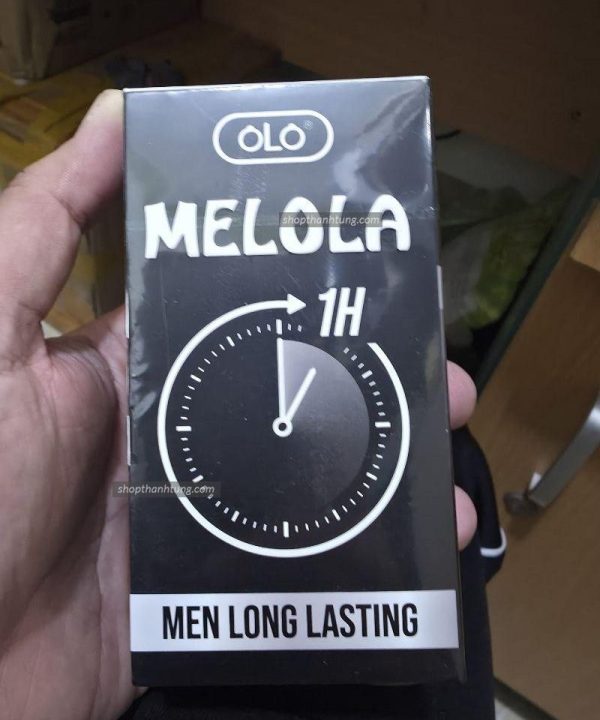 OLO®
MELOLA
shopthanhtung.com
1H
shopthanhtung.com
MEN LONG LASTING